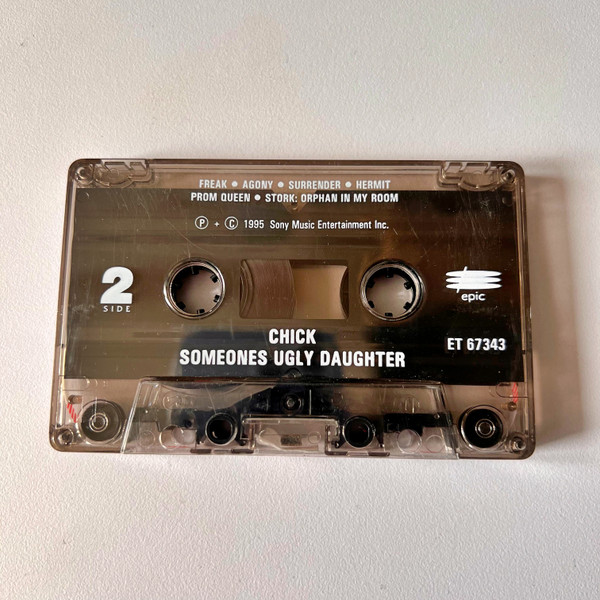 FREAK • AGONY • SURRENDER • HERMIT
PROM QUEEN • STORK: ORPHAN IN MY ROOM
Ⓟ + Ⓒ 1995 Sony Music Entertainment Inc.
2
SIDE
epic
CHICK
SOMEONES UGLY DAUGHTER
ET 67343